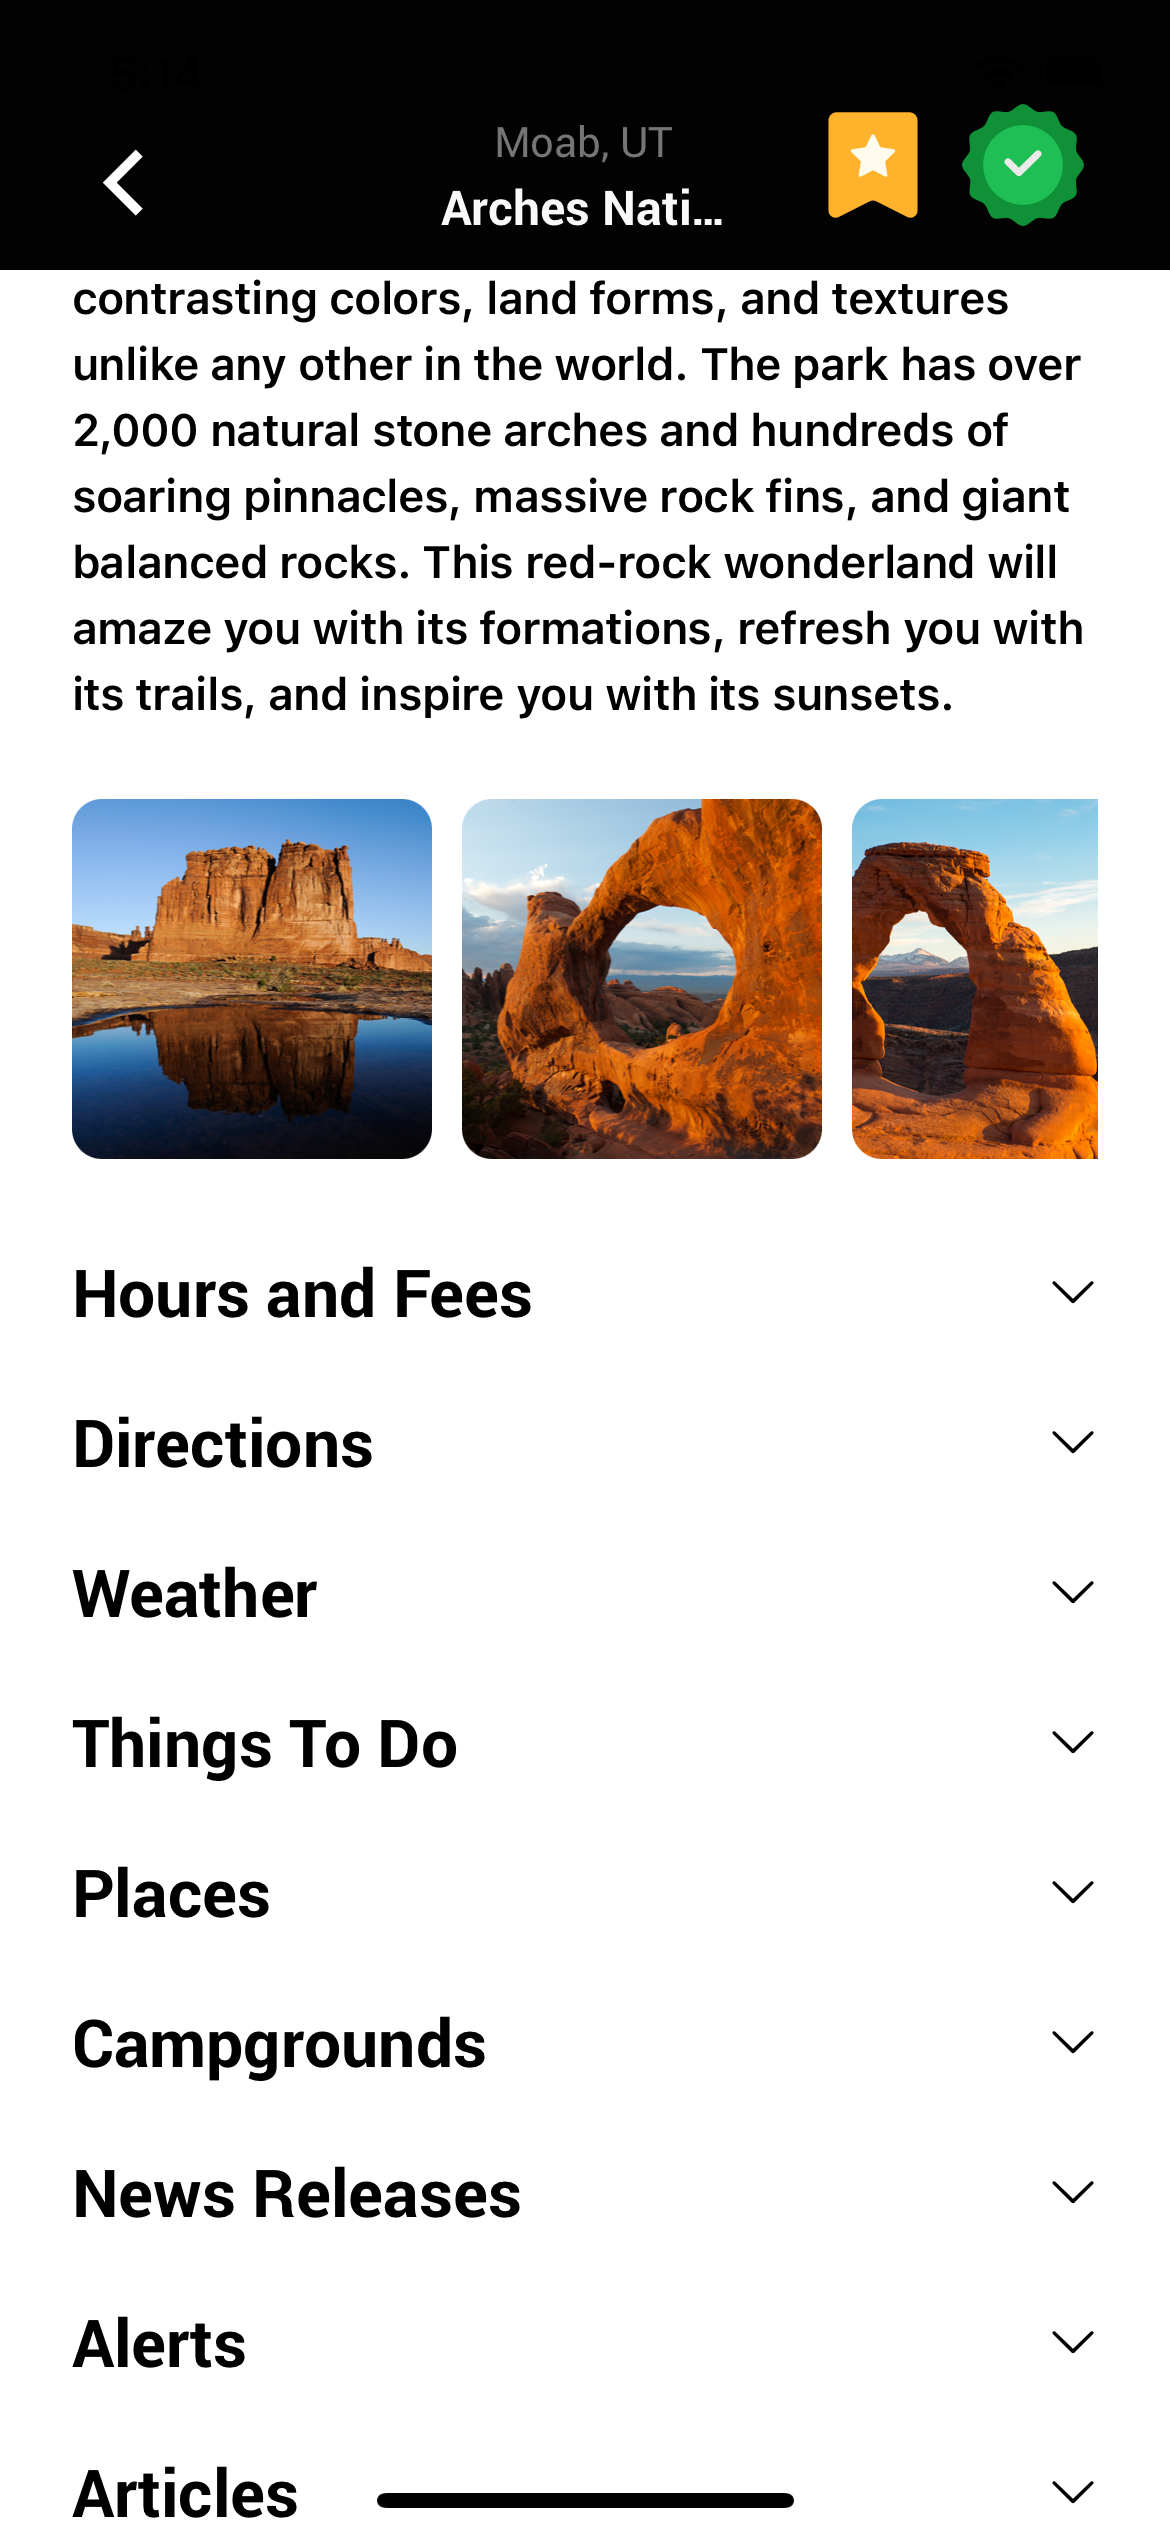 5:14
Moab, UT
Arches Nati...
contrasting colors, land forms, and textures
unlike any other in the world. The park has over
2,000 natural stone arches and hundreds of
soaring pinnacles, massive rock fins, and giant
balanced rocks. This red-rock wonderland will
amaze you with its formations, refresh you with
its trails, and inspire you with its sunsets.
Hours and Fees
Directions
Weather
Things To Do
Places
Campgrounds
News Releases
Alerts
Articles